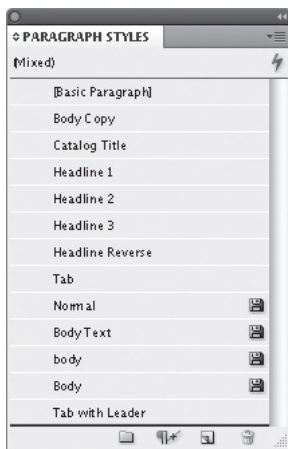 PARAGRAPH STYLES
(Mixed)
[Basic Paragraph]
Body Copy
Catalog Title
Headline 1
Headline 2
Headline 3
Headline Reverse
Tab
Normal
Body Text
body
Body
Tab with Leader